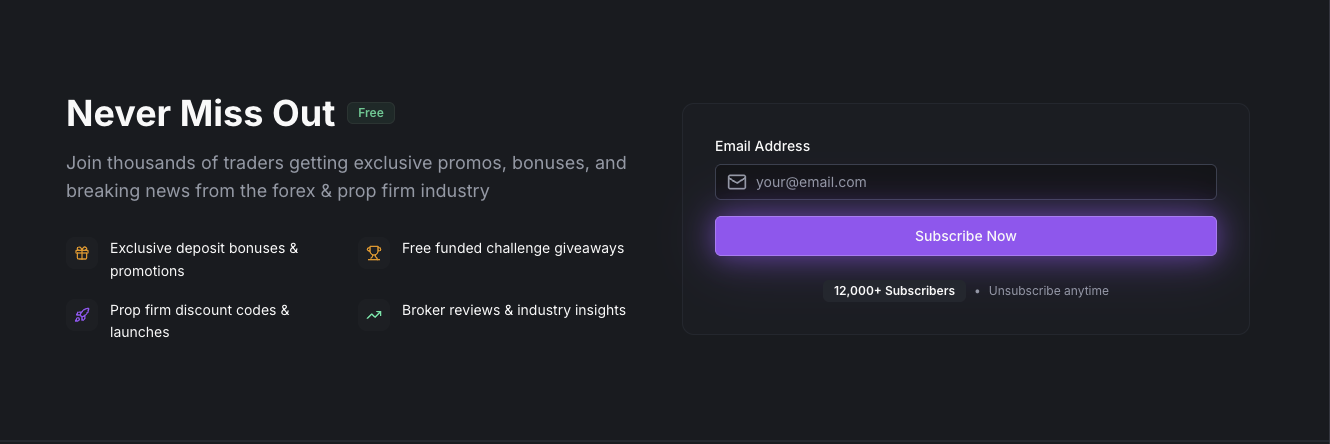 Never Miss Out Free
Join thousands of traders getting exclusive promos, bonuses, and
breaking news from the forex & prop firm industry
Exclusive deposit bonuses &
promotions
Free funded challenge giveaways
Prop firm discount codes &
launches
Broker reviews & industry insights
Email Address
your@email.com
Subscribe Now
12,000+ Subscribers • Unsubscribe anytime